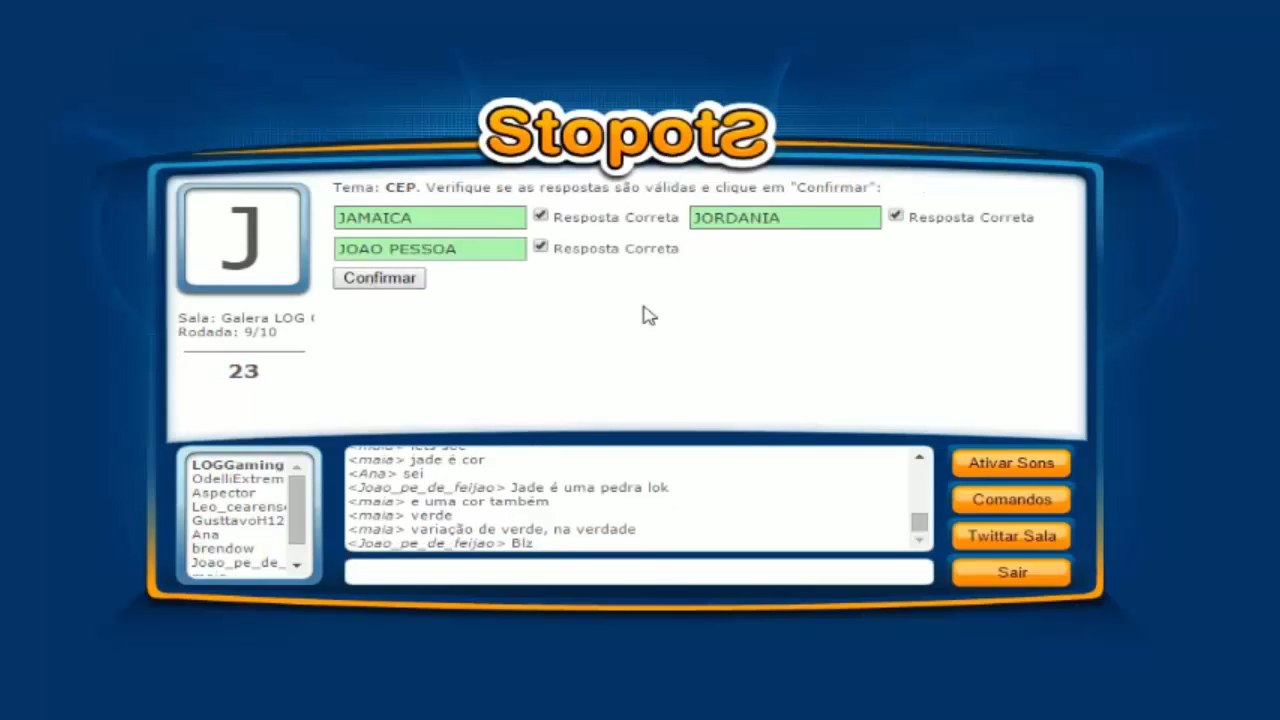 StopotS
J
Tema: CEP. Verifique se as respostas são válidas e clique em "Confirmar":
JAMAICA Resposta Correta JORDANIA Resposta Correta
JOAO PESSOA Resposta Correta
Confirmar
Sala: Galera LOG
Rodada: 9/10
23
LOGGaming
OdelliExtrem
Aspector
Leo_cearens
GusttavoH12
Ana
brendow
Joao_pe_de_
<maia> lets see
<maia> jade é cor
<Ana> sei
<Joao_pe_de_feijao> Jade é uma pedra lok
<maia> e uma cor também
<maia> verde
<maia> variação de verde, na verdade
<Joao_pe_de_feijao> Blz
Ativar Sons
Comandos
Twittar Sala
Sair